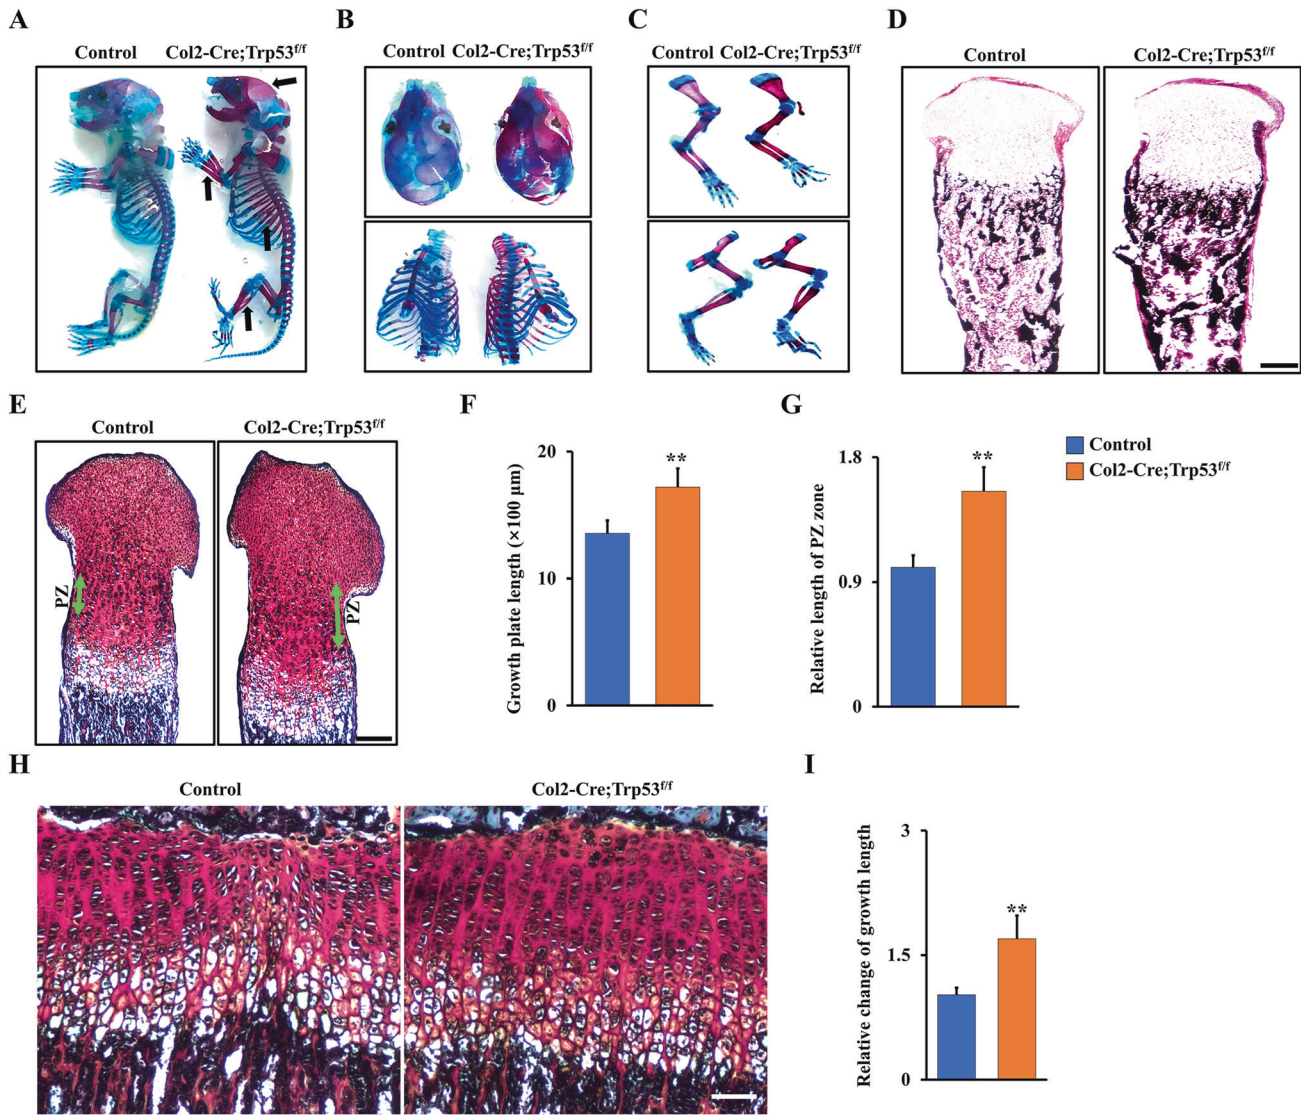 A
Control Col2-Cre;Trp53f/f
B
Control Col2-Cre;Trp53f/f
C
Control Col2-Cre;Trp53f/f
D
Control Col2-Cre;Trp53f/f
E
Control Col2-Cre;Trp53f/f
PZ
PZ
F
Growth plate length (×100 μm)
20
10
0
**
G
Relative length of PZ zone
1.8
0.9
0
**
Control
Col2-Cre;Trp53f/f
H
Control Col2-Cre;Trp53f/f
I
Relative change of growth length
3
1.5
0
**